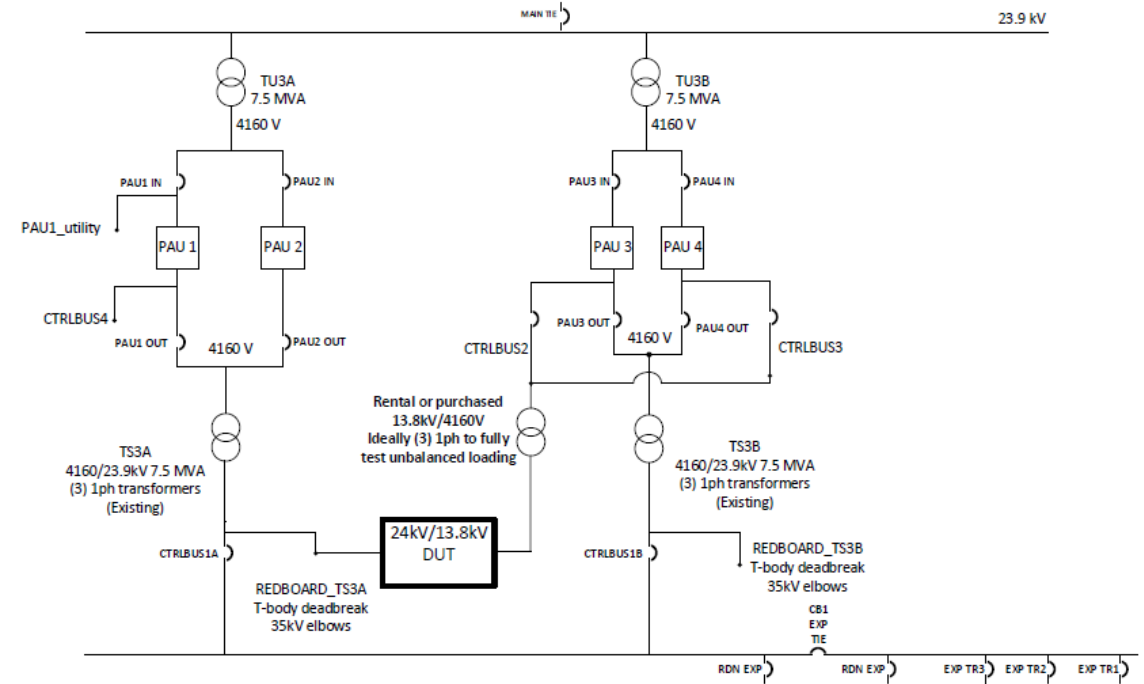 MAIN TIE
23.9 kV
TU3A
7.5 MVA
4160 V
TU3B
7.5 MVA
4160 V
PAU1 IN
PAU2 IN
PAU3 IN
PAU4 IN
PAU1_utility
PAU 1
PAU 2
PAU 3
PAU 4
CTRLBUS4
PAU1 OUT
4160 V
PAU2 OUT
CTRLBUS2
PAU3 OUT
4160 V
PAU4 OUT
CTRLBUS3
Rental or purchased
13.8kV/4160V
Ideally (3) 1ph to fully
test unbalanced loading
TS3A
4160/23.9kV 7.5 MVA
(3) 1ph transformers
(Existing)
TS3B
4160/23.9kV 7.5 MVA
(3) 1ph transformers
(Existing)
CTRLBUS1A
24kV/13.8kV
DUT
CTRLBUS1B
REDBOARD_TS3A
T-body deadbreak
35kV elbows
REDBOARD_TS3B
T-body deadbreak
35kV elbows
CB1
EXP
TIE
RDN EXP
RDN EXP
EXP TR3
EXP TR2
EXP TR1